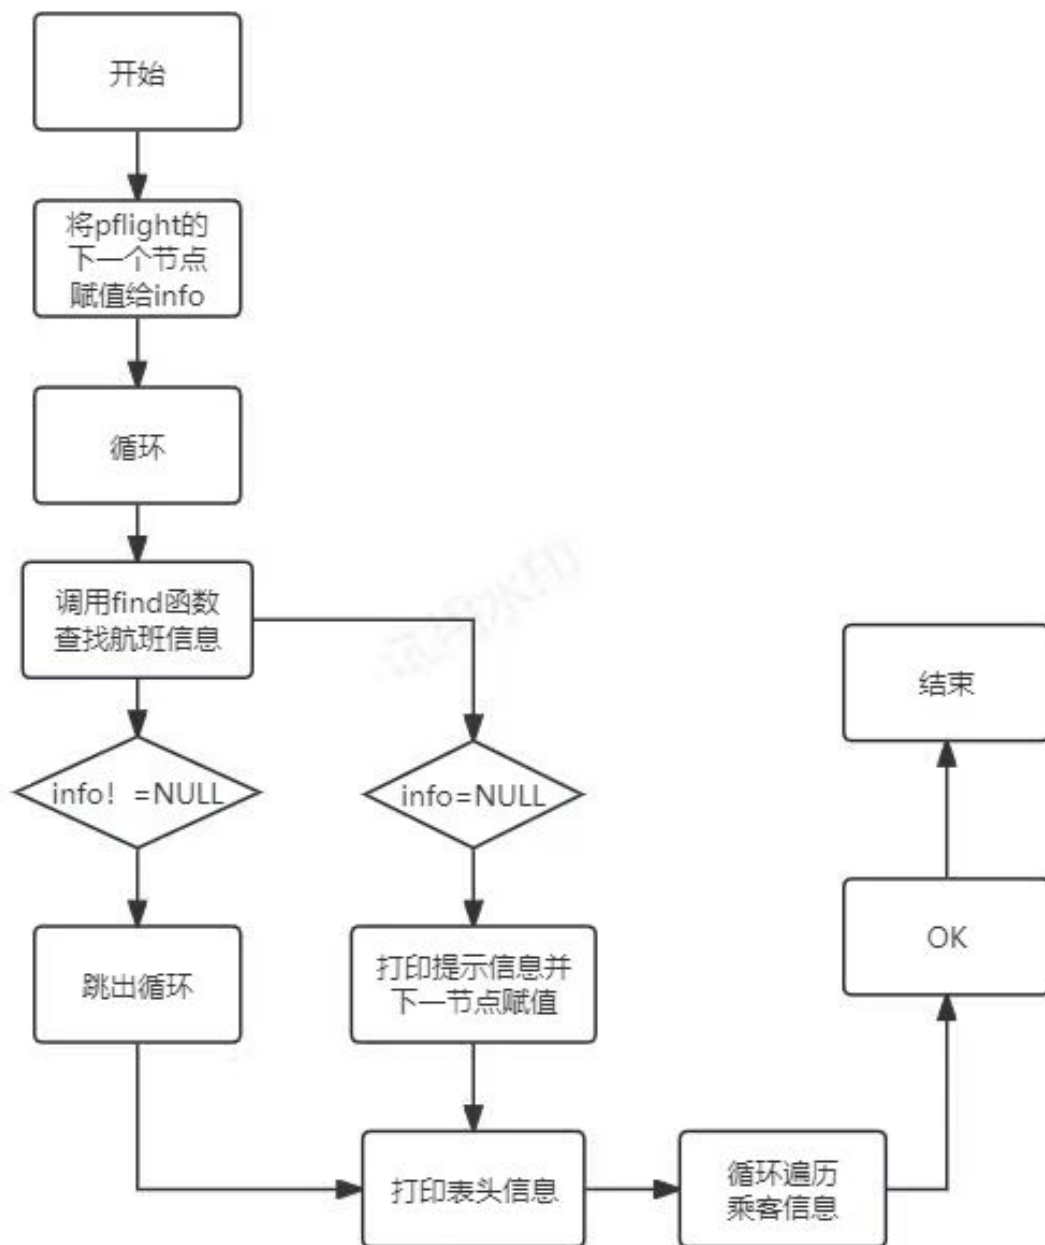 开始
将pflight的
下一个节点
赋值给info
循环
调用find函数
查找航班信息
info！=NULL
info=NULL
跳出循环
打印提示信息并
下一节点赋值
打印表头信息
循环遍历
乘客信息
OK
结束